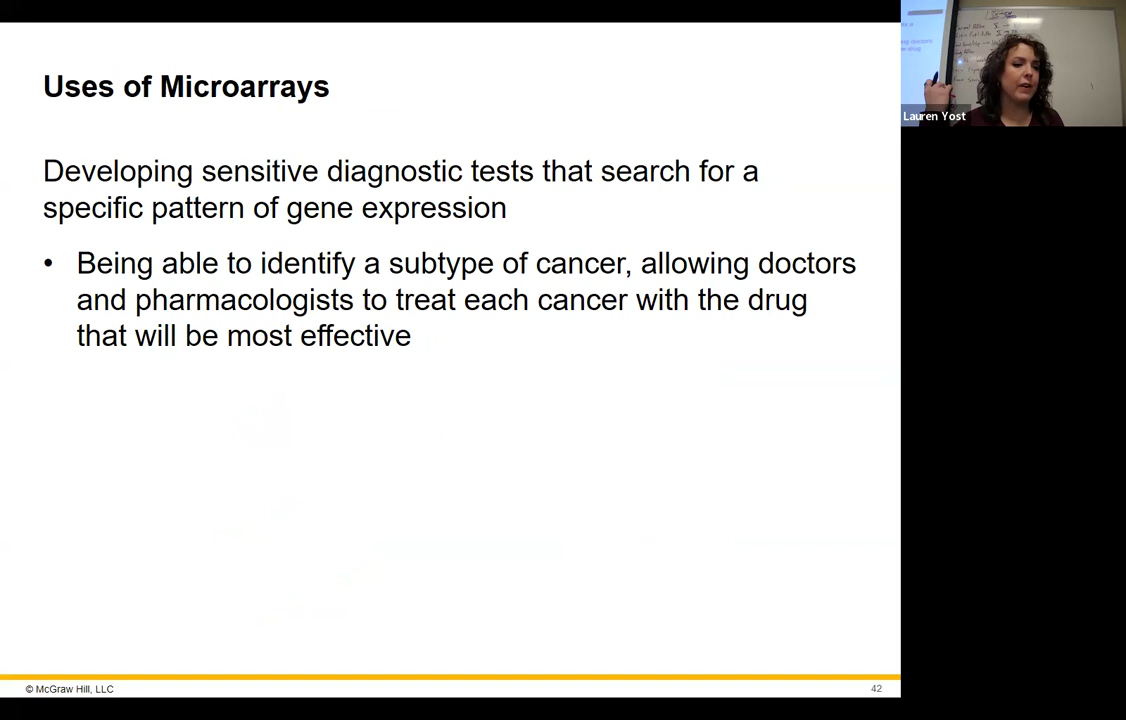 Uses of Microarrays
Developing sensitive diagnostic tests that search for a
specific pattern of gene expression
• Being able to identify a subtype of cancer, allowing doctors
and pharmacologists to treat each cancer with the drug
that will be most effective
© McGraw Hill, LLC
42
Lauren Yost